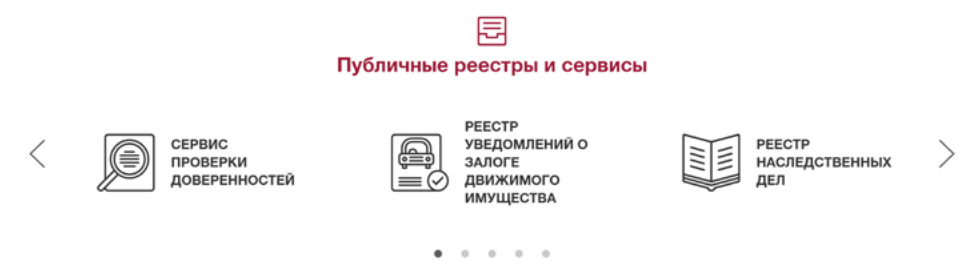 Публичные реестры и сервисы
СЕРВИС
ПРОВЕРКИ
ДОВЕРЕННОСТЕЙ
РЕЕСТР
УВЕДОМЛЕНИЙ О
ЗАЛОГЕ
ДВИЖИМОГО
ИМУЩЕСТВА
РЕЕСТР
НАСЛЕДСТВЕННЫХ
ДЕЛ